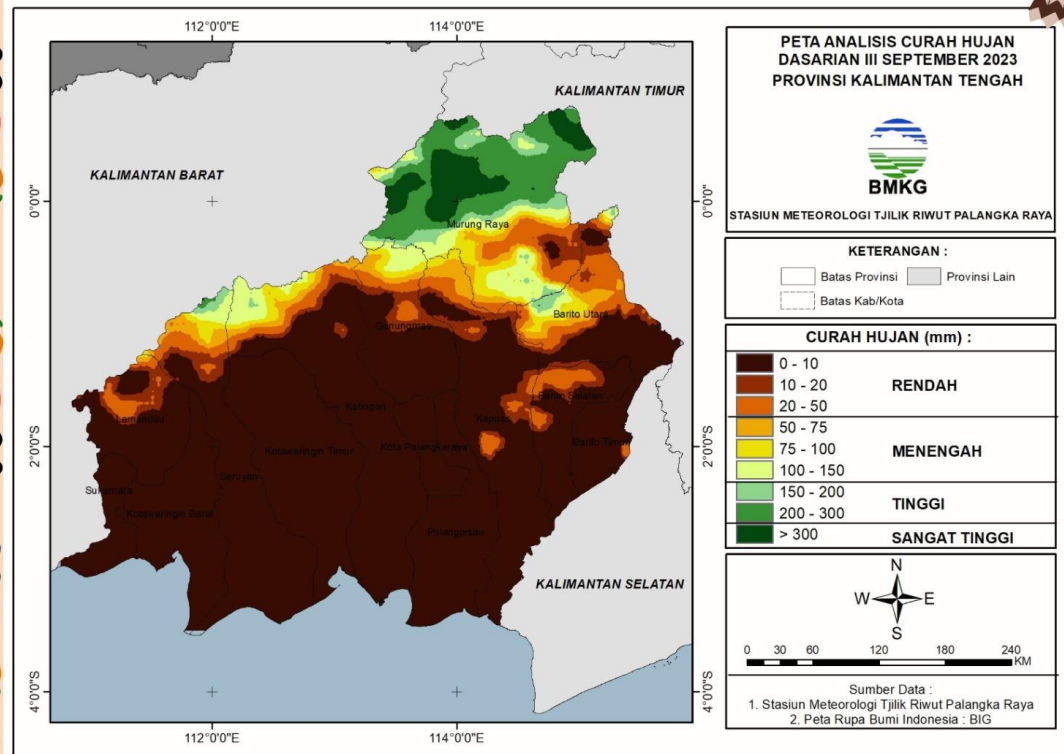 PETA ANALISIS CURAH HUJAN
DASARIAN III SEPTEMBER 2023
PROVINSI KALIMANTAN TENGAH
BMKG
STASIUN METEOROLOGI TJILIK RIWUT PALANGKA RAYA
KETERANGAN :
Batas Provinsi
Provinsi Lain
Batas Kab/Kota
CURAH HUJAN (mm) :
0 - 10
10 - 20
20 - 50
RENDAH
50 - 75
75 - 100
100 - 150
MENENGAH
150 - 200
200 - 300
TINGGI
> 300
SANGAT TINGGI
N
W
E
S
0 30 60 120 180 240
KM
Sumber Data :
1. Stasiun Meteorologi Tjilik Riwut Palangka Raya
2. Peta Rupa Bumi Indonesia : BIG
112°0'0"E
114°0'0"E
0°0'0"
0°0'0"
2°0'0"S
2°0'0"S
4°0'0"S
4°0'0"S
112°0'0"E
114°0'0"E
KALIMANTAN TIMUR
KALIMANTAN BARAT
KALIMANTAN SELATAN
Murung Raya
Barito Utara
Gunungmas
Barito Selatan
Katingan
Kapuas
Lamandau
Barito Timur
Kota Palangkaraya
Kotawaringin Timur
Seruyan
Sukamara
Kotawaringin Barat
Pulangpisau